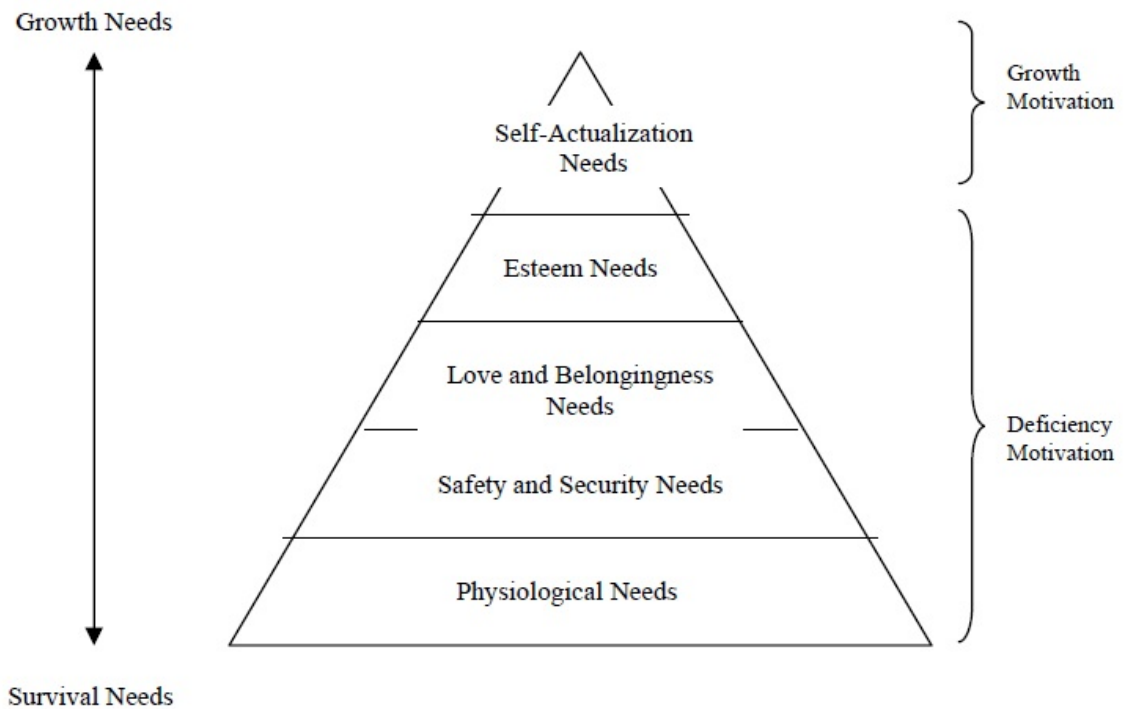 Growth Needs
Growth
Motivation
Self-Actualization
Needs
Esteem Needs
Love and Belongingness
Needs
Deficiency
Motivation
Safety and Security Needs
Physiological Needs
Survival Needs